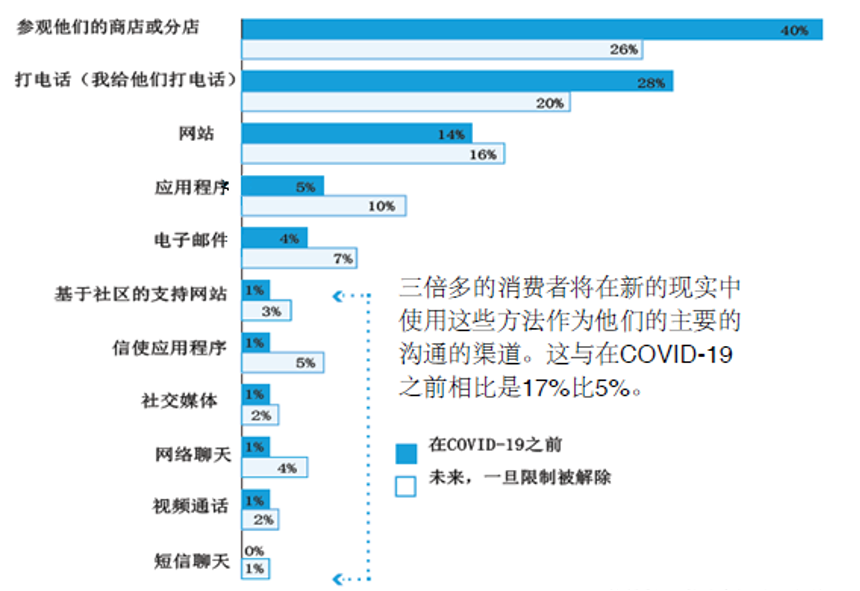 参观他们的商店或分店
40%
26%
打电话（我给他们打电话）
28%
20%
网站
14%
16%
应用程序
5%
10%
电子邮件
4%
7%
基于社区的支持网站
1%
3%
信使应用程序
1%
5%
社交媒体
1%
2%
网络聊天
1%
4%
视频通话
1%
2%
短信聊天
0%
1%
三倍多的消费者将在新的现实中
使用这些方法作为他们的主要的
沟通的渠道。这与在COVID-19
之前相比是17%比5%。
在COVID-19之前
未来，一旦限制被解除